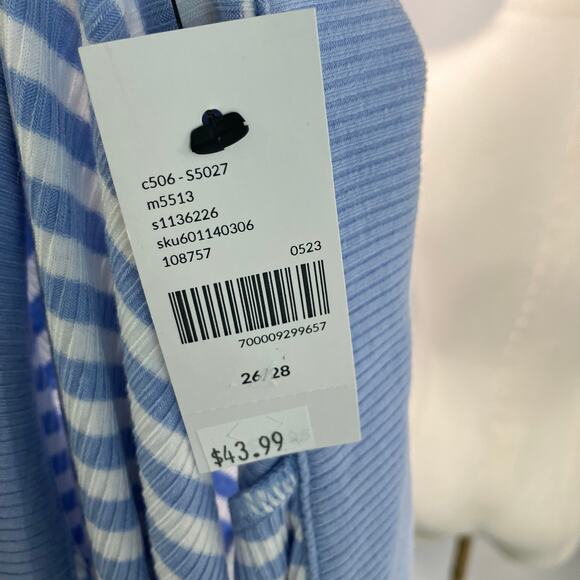 c506 - S5027
m5513
s1136226
sku601140306
108757 0523
700009299657
26/28
$43.99